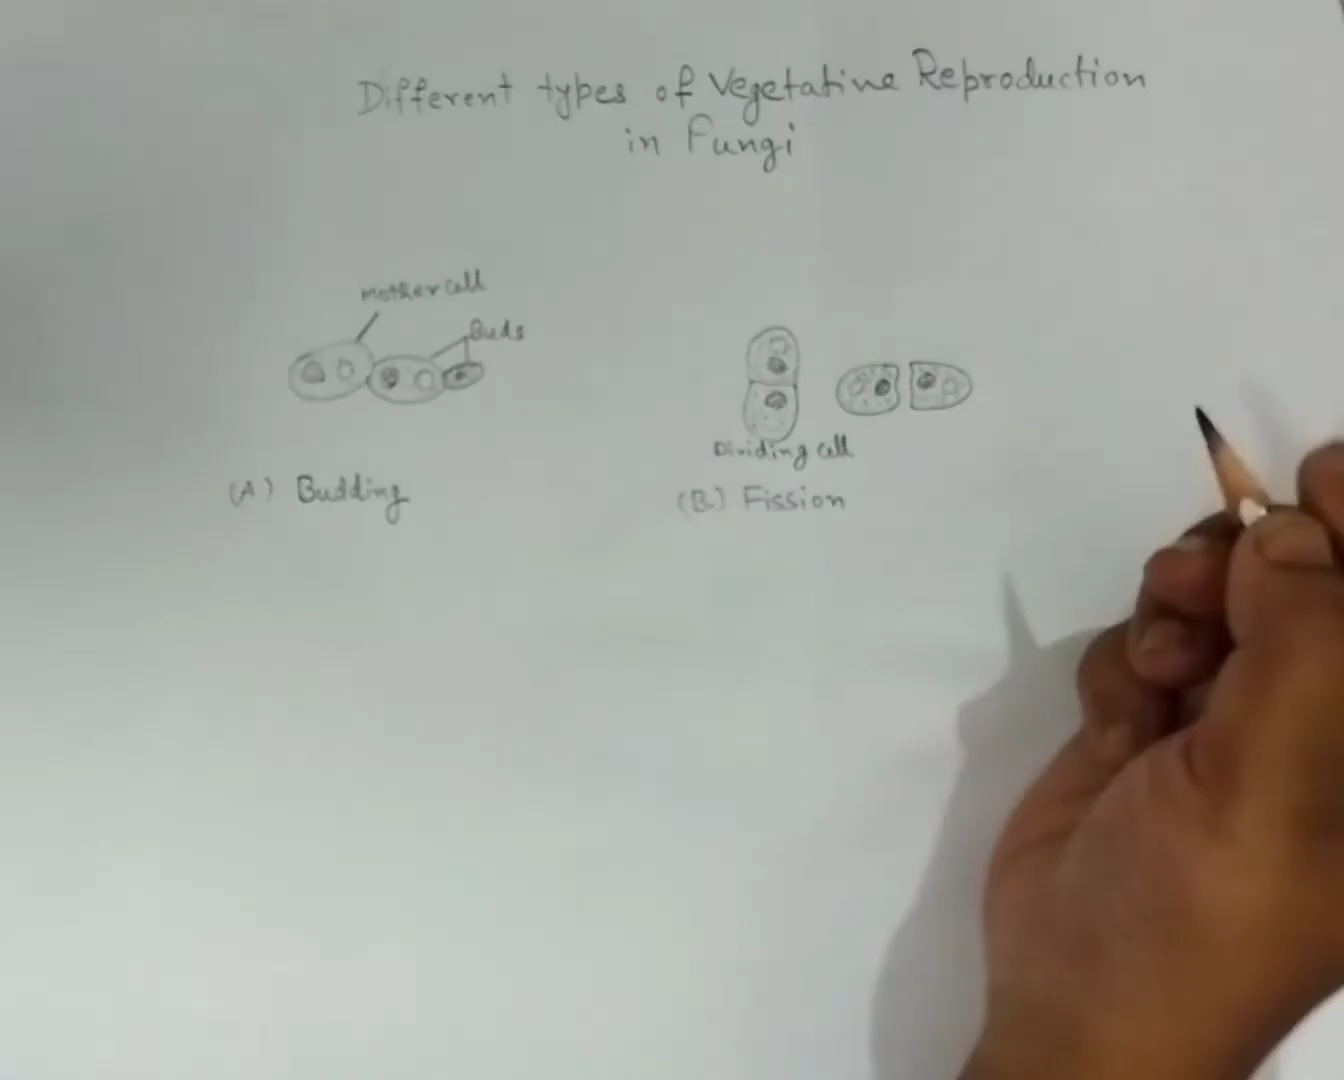 Different types of Vegetative Reproduction
in Fungi
Mother cell
Buds
Dividing cell
(A) Budding
(B) Fission